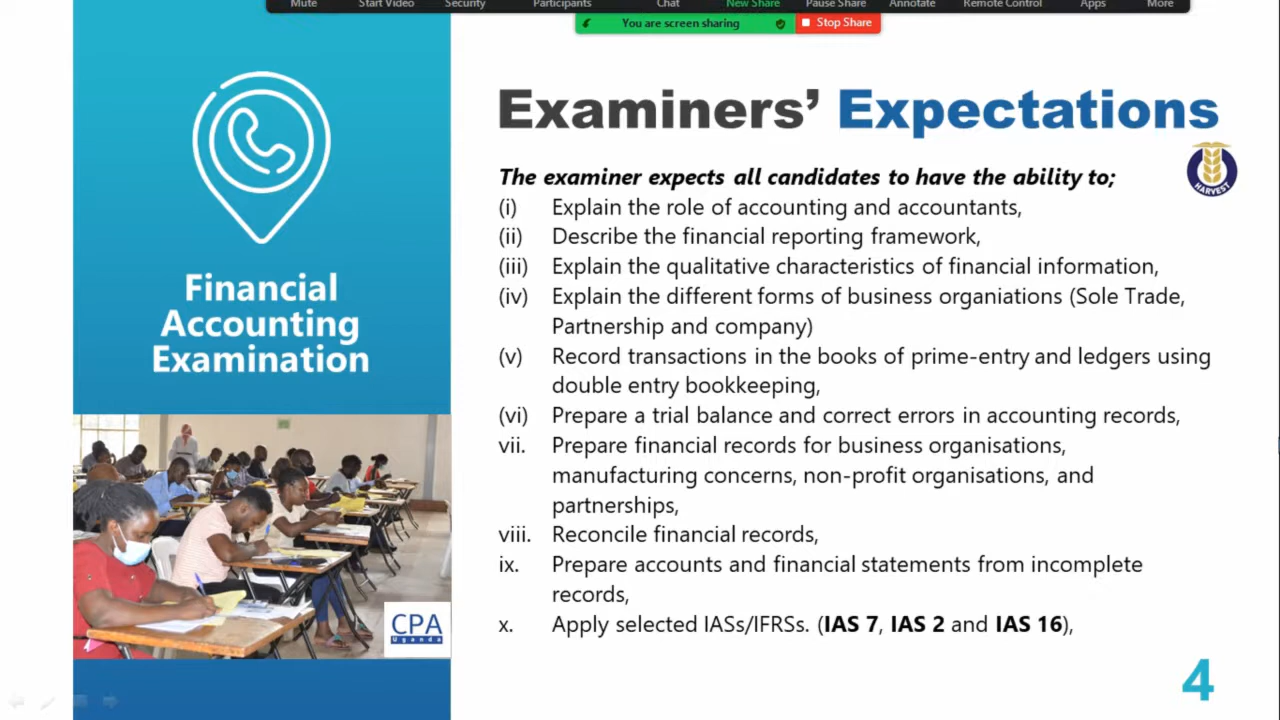 Mute Start Video Security Participants Chat New Share Pause Share Annotate Remote Control Apps More
You are screen sharing Stop Share
Examiners’ Expectations
HARVEST
The examiner expects all candidates to have the ability to;
(i) Explain the role of accounting and accountants,
(ii) Describe the financial reporting framework,
(iii) Explain the qualitative characteristics of financial information,
(iv) Explain the different forms of business organiations (Sole Trade,
Partnership and company)
(v) Record transactions in the books of prime-entry and ledgers using
double entry bookkeeping,
(vi) Prepare a trial balance and correct errors in accounting records,
vii. Prepare financial records for business organisations,
manufacturing concerns, non-profit organisations, and
partnerships,
viii. Reconcile financial records,
ix. Prepare accounts and financial statements from incomplete
records,
x. Apply selected IASs/IFRSs. (IAS 7, IAS 2 and IAS 16),
Financial
Accounting
Examination
CPA
Uganda
4